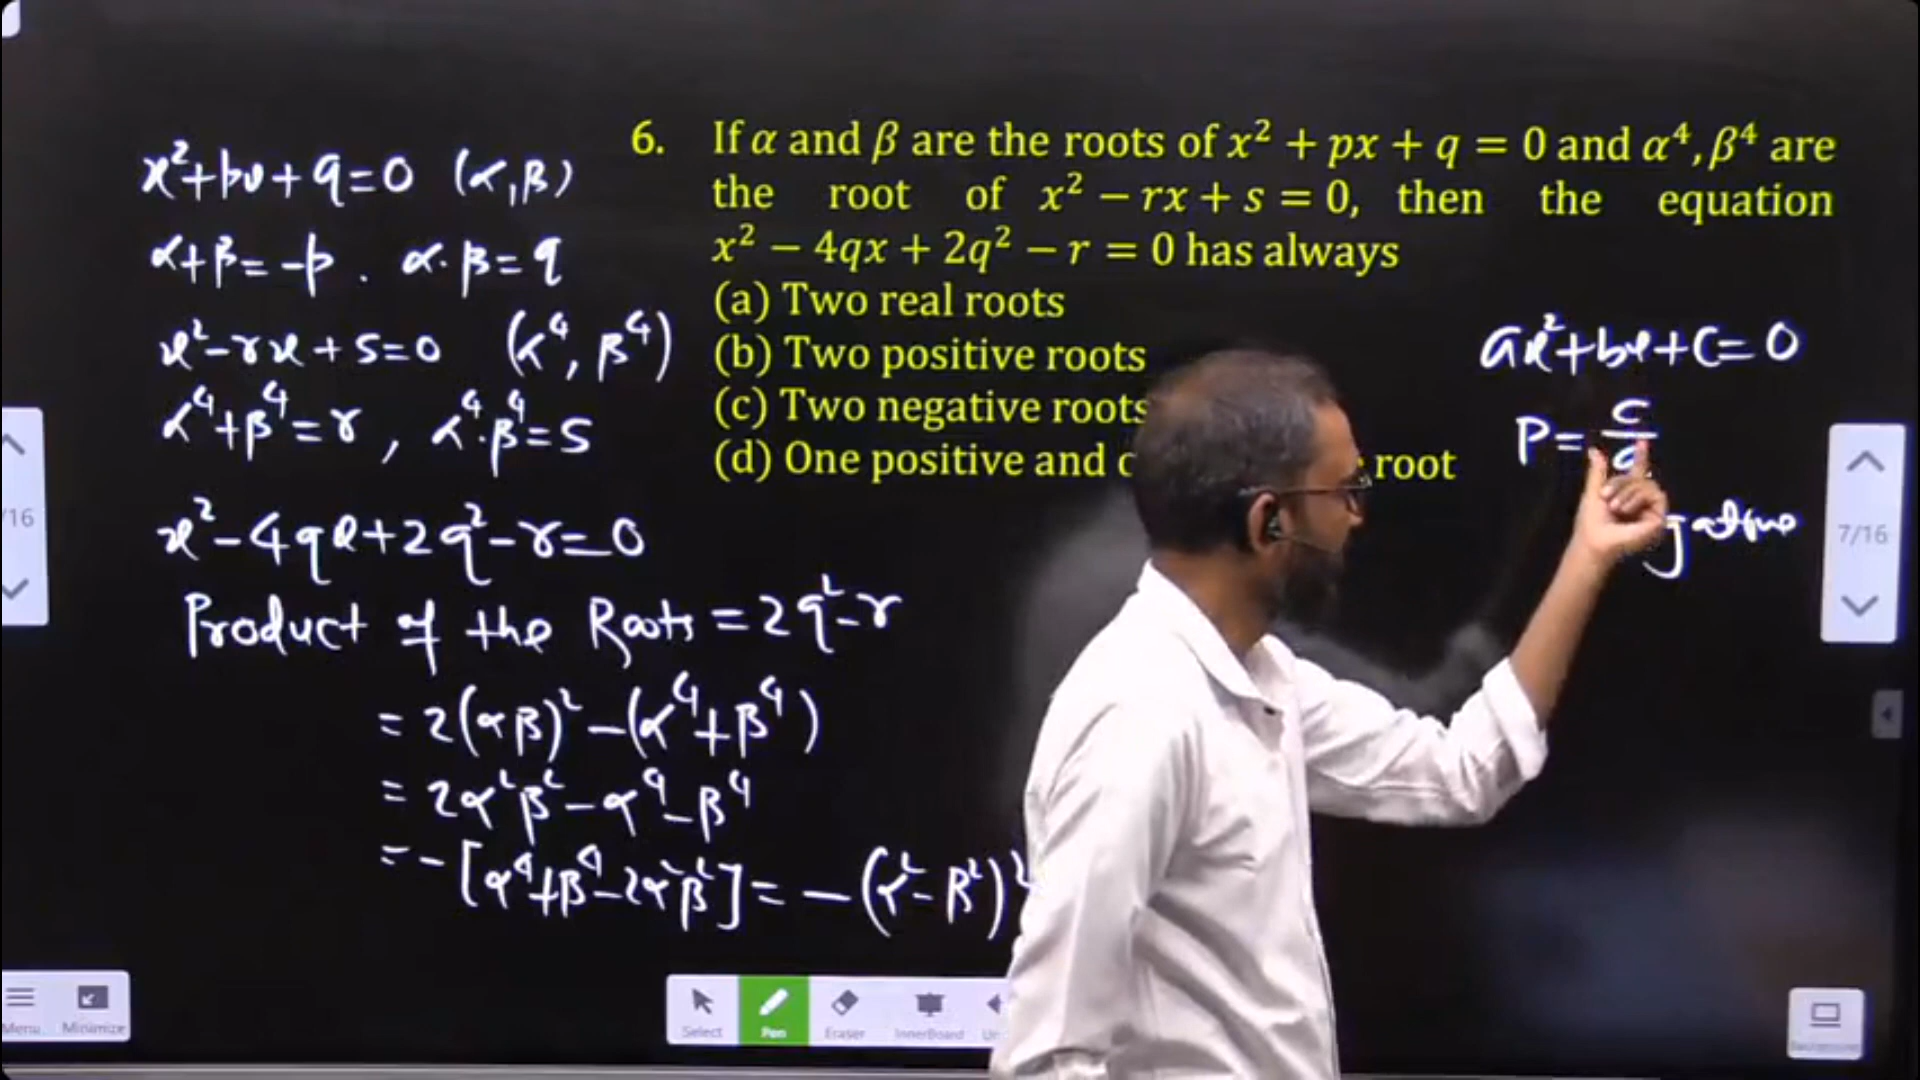 6. If α and β are the roots of x² + px + q = 0 and α⁴, β⁴ are
the root of x² − rx + s = 0, then the equation
x² − 4qx + 2q² − r = 0 has always
(a) Two real roots
(b) Two positive roots
(c) Two negative roots
(d) One positive and root
x²+px+q=0 (α,β)
α+β=-p . α·β=q
x²-rx+s=0 (α⁴, β⁴)
α⁴+β⁴=r, α⁴·β⁴=s
x²-4qx+2q²-r=0
Product of the Roots = 2q²-r
= 2(αβ)²-(α⁴+β⁴)
= 2α²β²-α⁴-β⁴
=-[α⁴+β⁴-2α²β²]=-(α²-β²)²
ax²+bx+c=0
P=c/a
gative
/16
7/16
Menu
Minimize
Select
Pen
Eraser
InnerBoard
Un